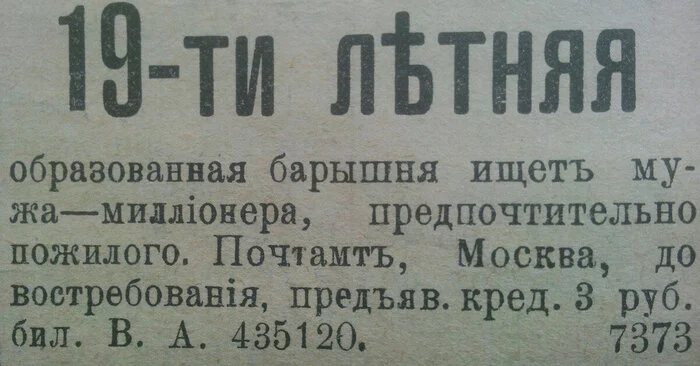 19-ти лѣтняя
образованная барышня ищетъ му-
жа—милліонера, предпочтительно
пожилого. Почтамтъ, Москва, до
востребованія, предъяв. кред. 3 руб.
бил. В. А. 435120. 7373